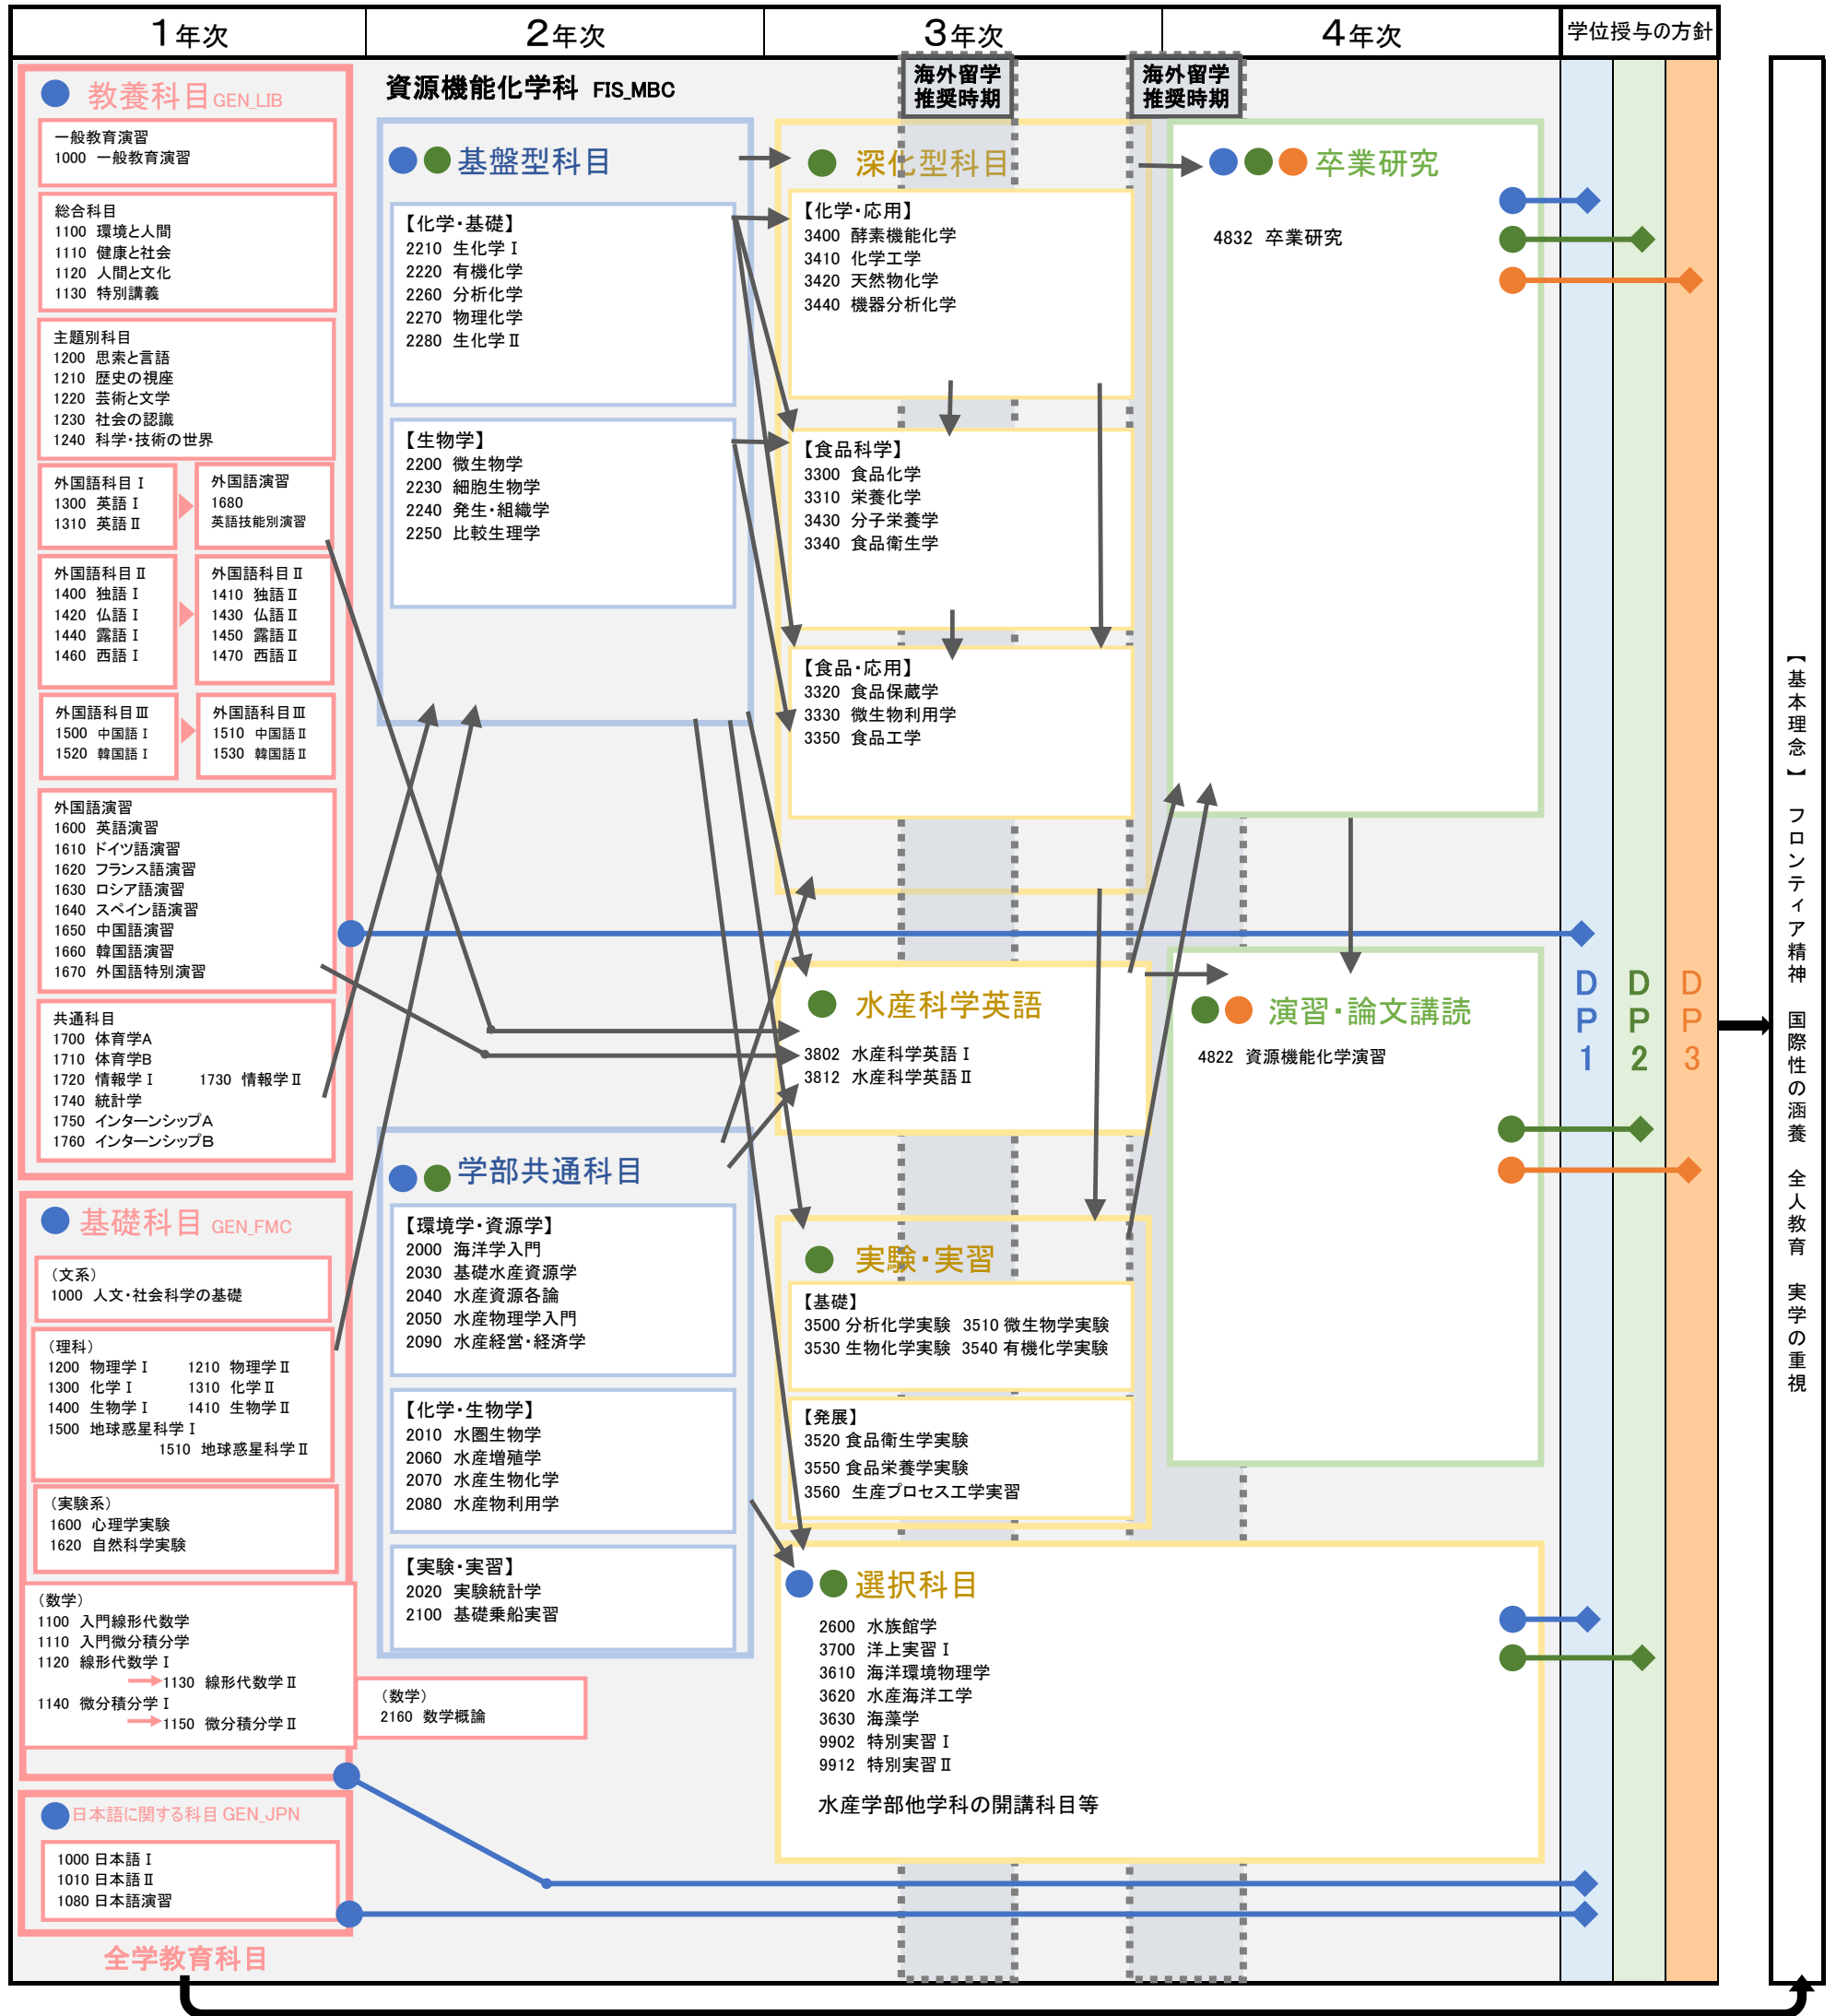 1年次
2年次
3年次
4年次
学位授与の方針
教養科目 GEN_LIB
一般教育演習
1000 一般教育演習
総合科目
1100 環境と人間
1110 健康と社会
1120 人間と文化
1130 特別講義
主題別科目
1200 思索と言語
1210 歴史の視座
1220 芸術と文学
1230 社会の認識
1240 科学・技術の世界
外国語科目Ⅰ
1300 英語Ⅰ
1310 英語Ⅱ
外国語演習
1680
英語技能別演習
外国語科目Ⅱ
1400 独語Ⅰ
1420 仏語Ⅰ
1440 露語Ⅰ
1460 西語Ⅰ
外国語科目Ⅱ
1410 独語Ⅱ
1430 仏語Ⅱ
1450 露語Ⅱ
1470 西語Ⅱ
外国語科目Ⅲ
1500 中国語Ⅰ
1520 韓国語Ⅰ
外国語科目Ⅲ
1510 中国語Ⅱ
1530 韓国語Ⅱ
外国語演習
1600 英語演習
1610 ドイツ語演習
1620 フランス語演習
1630 ロシア語演習
1640 スペイン語演習
1650 中国語演習
1660 韓国語演習
1670 外国語特別演習
共通科目
1700 体育学A
1710 体育学B
1720 情報学Ⅰ 1730 情報学Ⅱ
1740 統計学
1750 インターンシップA
1760 インターンシップB
基礎科目 GEN_FMC
（文系）
1000 人文・社会科学の基礎
（理科）
1200 物理学Ⅰ 1210 物理学Ⅱ
1300 化学Ⅰ 1310 化学Ⅱ
1400 生物学Ⅰ 1410 生物学Ⅱ
1500 地球惑星科学Ⅰ
1510 地球惑星科学Ⅱ
（実験系）
1600 心理学実験
1620 自然科学実験
（数学）
1100 入門線形代数学
1110 入門微分積分学
1120 線形代数学Ⅰ
1130 線形代数学Ⅱ
1140 微分積分学Ⅰ
1150 微分積分学Ⅱ
（数学）
2160 数学概論
日本語に関する科目 GEN_JPN
1000 日本語Ⅰ
1010 日本語Ⅱ
1080 日本語演習
全学教育科目
資源機能化学科 FIS_MBC
基盤型科目
【化学・基礎】
2210 生化学Ⅰ
2220 有機化学
2260 分析化学
2270 物理化学
2280 生化学Ⅱ
【生物学】
2200 微生物学
2230 細胞生物学
2240 発生・組織学
2250 比較生理学
学部共通科目
【環境学・資源学】
2000 海洋学入門
2030 基礎水産資源学
2040 水産資源各論
2050 水産物理学入門
2090 水産経営・経済学
【化学・生物学】
2010 水圏生物学
2060 水産増殖学
2070 水産生物化学
2080 水産物利用学
【実験・実習】
2020 実験統計学
2100 基礎乗船実習
海外留学
推奨時期
海外留学
推奨時期
深化型科目
【化学・応用】
3400 酵素機能化学
3410 化学工学
3420 天然物化学
3440 機器分析化学
【食品科学】
3300 食品化学
3310 栄養化学
3430 分子栄養学
3340 食品衛生学
【食品・応用】
3320 食品保蔵学
3330 微生物利用学
3350 食品工学
水産科学英語
3802 水産科学英語Ⅰ
3812 水産科学英語Ⅱ
実験・実習
【基礎】
3500 分析化学実験 3510 微生物学実験
3530 生物化学実験 3540 有機化学実験
【発展】
3520 食品衛生学実験
3550 食品栄養学実験
3560 生産プロセス工学実習
選択科目
2600 水族館学
3700 洋上実習Ⅰ
3610 海洋環境物理学
3620 水産海洋工学
3630 海藻学
9902 特別実習Ⅰ
9912 特別実習Ⅱ
水産学部他学科の開講科目等
卒業研究
4832 卒業研究
演習・論文講読
4822 資源機能化学演習
DP1
DP2
DP3
【基本理念】 フロンティア精神 国際性の涵養 全人教育 実学の重視